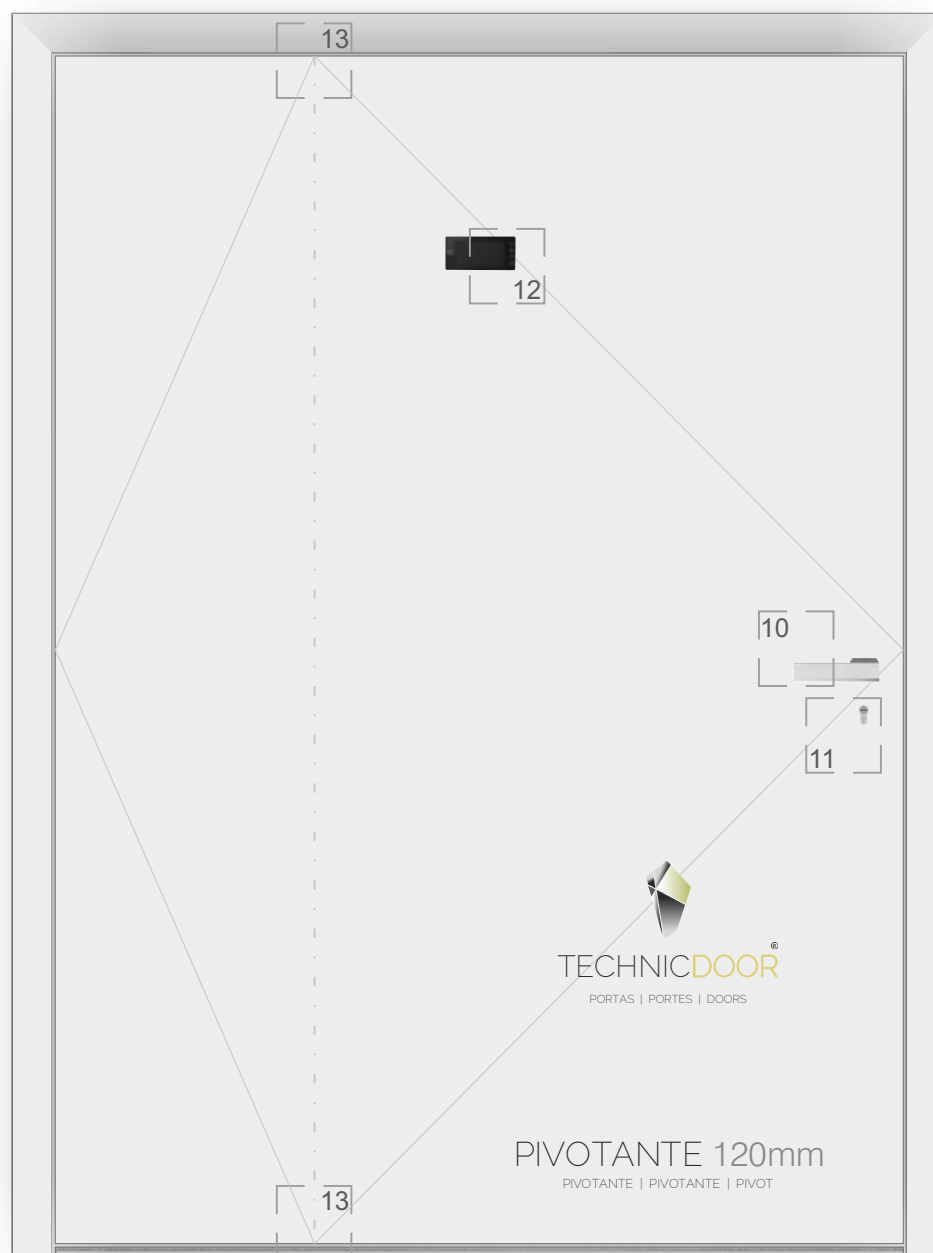 13
12
10
11
TECHNICDOOR®
PORTAS | PORTES | DOORS
PIVOTANTE 120mm
PIVOTANTE | PIVOTANTE | PIVOT
13